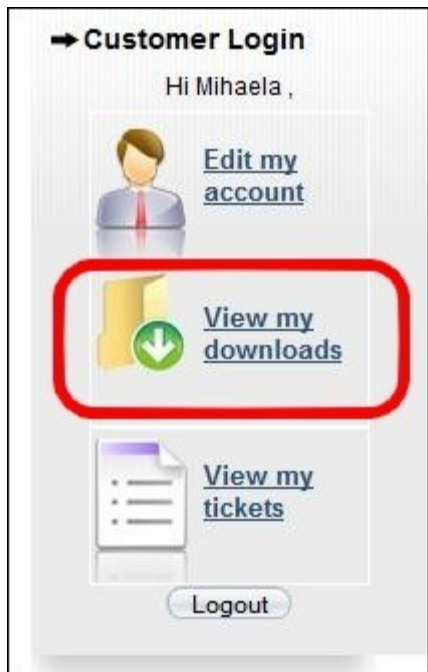 ➡Customer Login
Hi Mihaela ,
Edit my
account
View my
downloads
View my
tickets
Logout